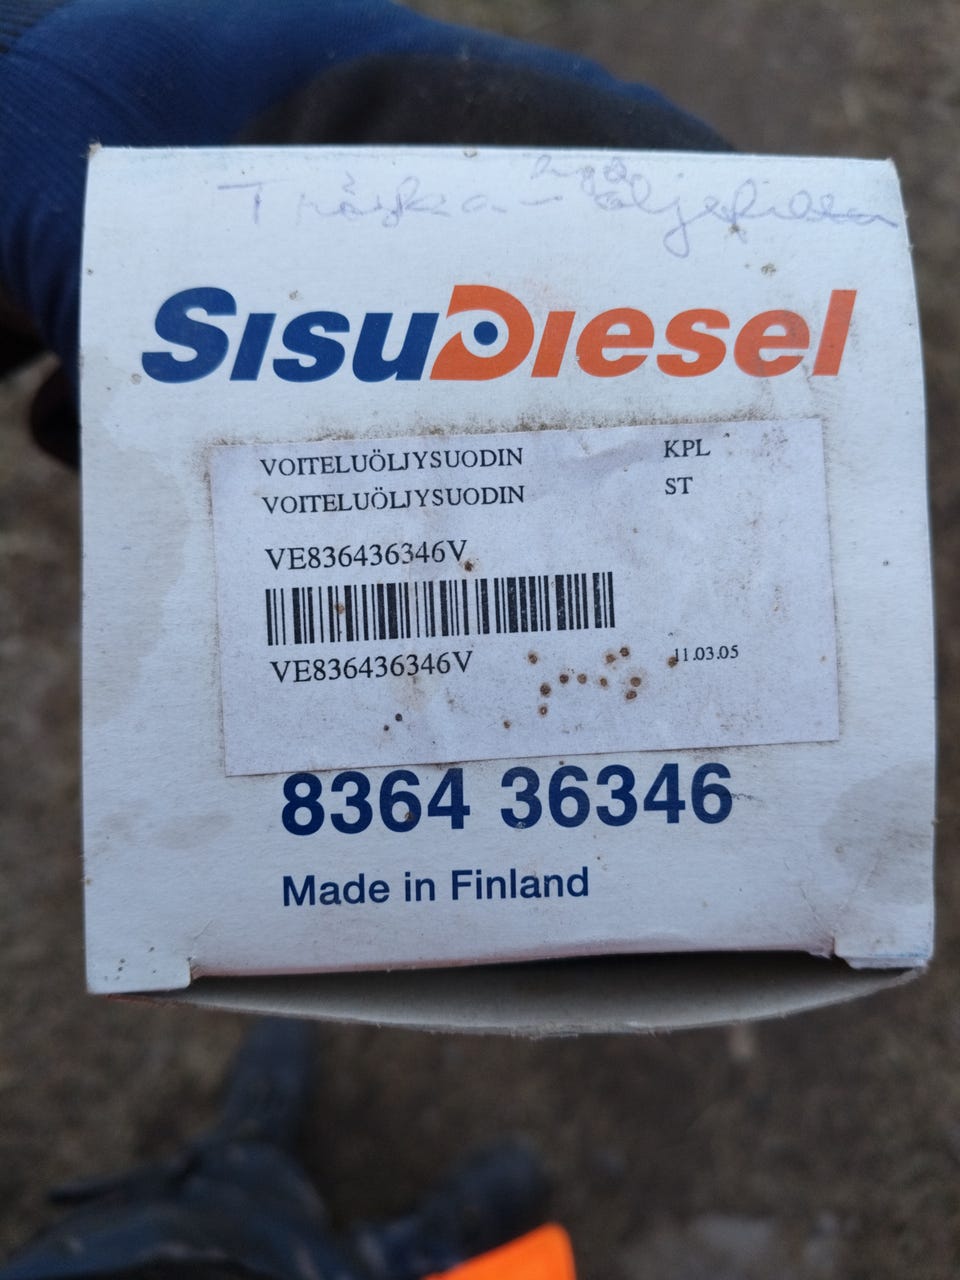 SisuDiesel
VOITELUÖLJYSUODIN KPL
VOITELUÖLJYSUODIN ST
VE836436346V
VE836436346V
11.03.05
8364 36346
Made in Finland